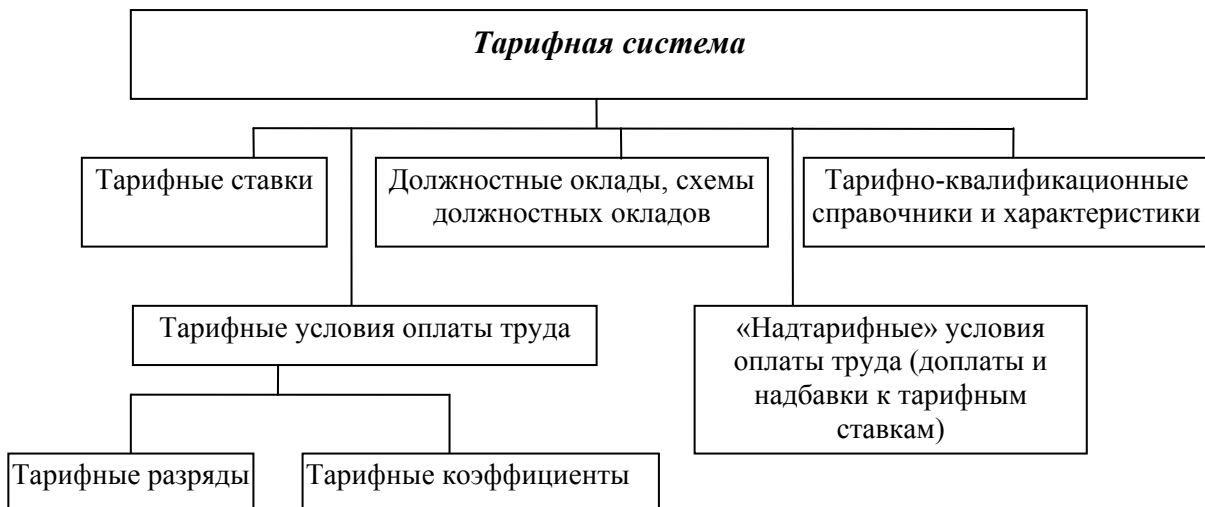 Тарифная система
Тарифные ставки
Должностные оклады, схемы
должностных окладов
Тарифно-квалификационные
справочники и характеристики
Тарифные условия оплаты труда
«Надтарифные» условия
оплаты труда (доплаты и
надбавки к тарифным
ставкам)
Тарифные разряды
Тарифные коэффициенты